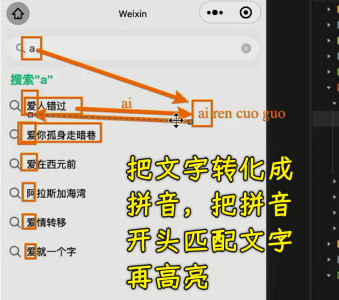 Weixin
a
搜索"a"
爱人错过
ai
ai ren cuo guo
爱你孤身走暗巷
爱在西元前
阿拉斯加海湾
爱情转移
爱就一个字
把文字转化成
拼音，把拼音
开头匹配文字
再高亮